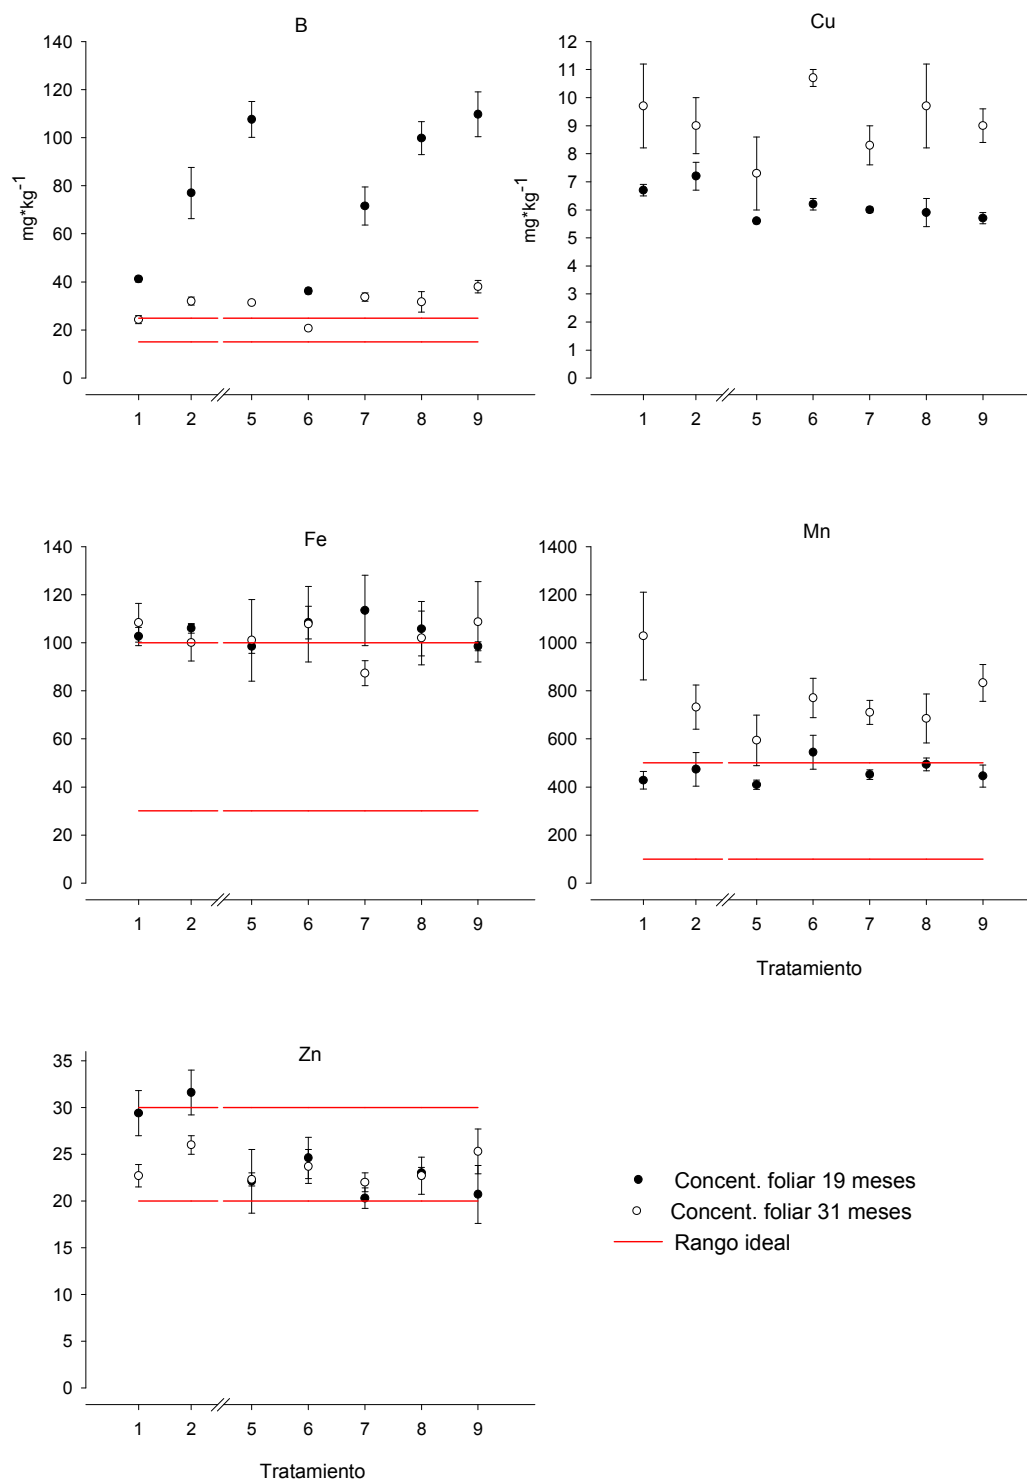 B
140
120
100
80
60
40
20
0
mg*kg-1
1 2 5 6 7 8 9
Cu
12
11
10
9
8
7
6
5
4
3
2
1
0
mg*kg-1
1 2 5 6 7 8 9
Fe
140
120
100
80
60
40
20
0
1 2 5 6 7 8 9
Mn
1400
1200
1000
800
600
400
200
0
1 2 5 6 7 8 9
Tratamiento
Zn
35
30
25
20
15
10
5
0
1 2 5 6 7 8 9
Tratamiento
Concent. foliar 19 meses
Concent. foliar 31 meses
Rango ideal